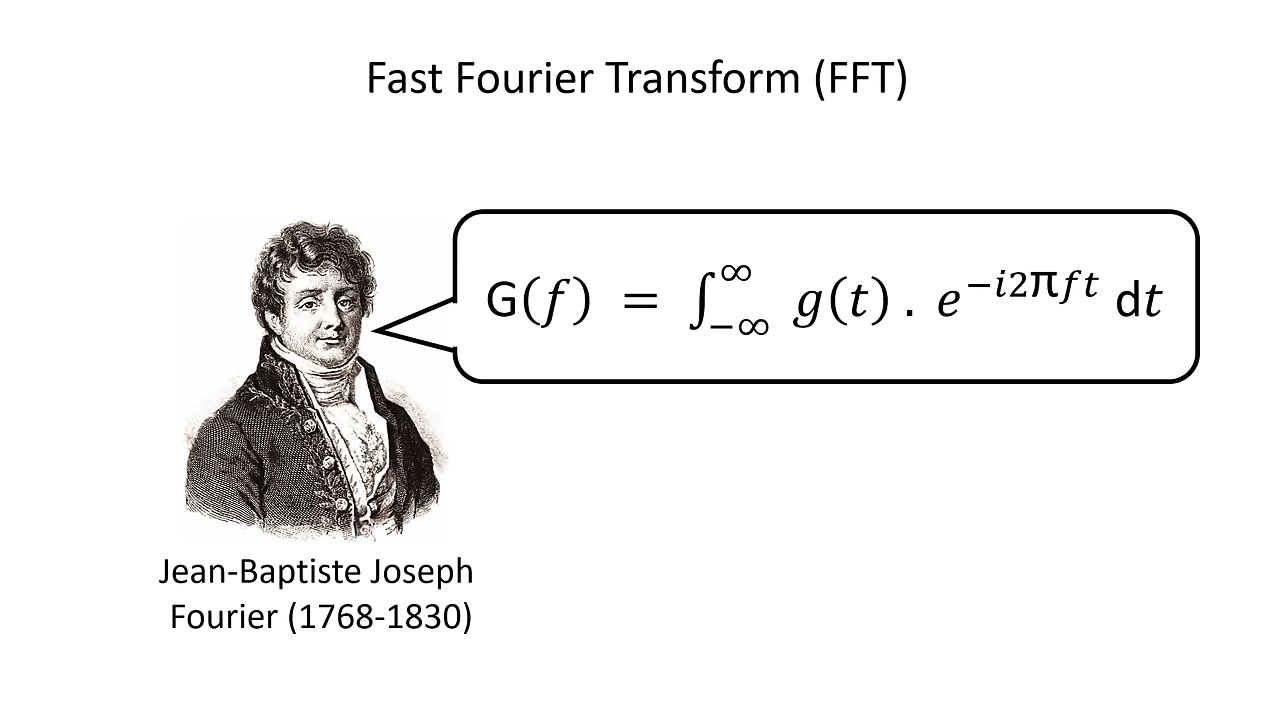 Fast Fourier Transform (FFT)
G(f) = ∫_{-∞}^{∞} g(t) . e^{-i2πft} dt
Jean-Baptiste Joseph
Fourier (1768-1830)